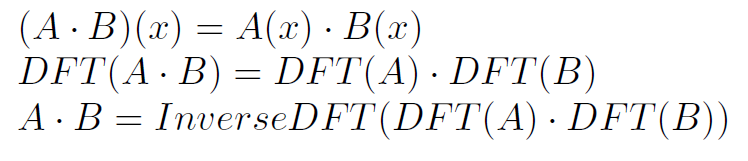 (A · B)(x) = A(x) · B(x)
DFT(A · B) = DFT(A) · DFT(B)
A · B = InverseDFT(DFT(A) · DFT(B))